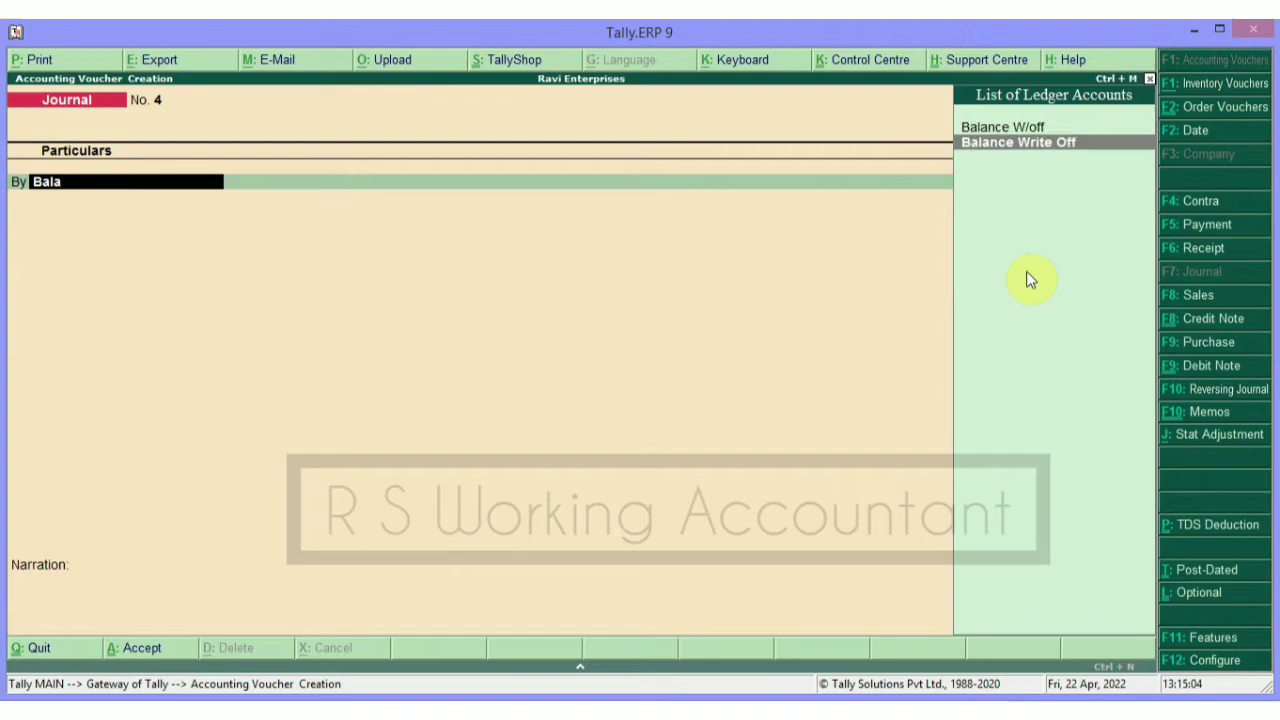 Tally.ERP 9
P: Print E: Export M: E-Mail O: Upload S: TallyShop G: Language K: Keyboard K: Control Centre H: Support Centre H: Help
Accounting Voucher Creation Ravi Enterprises Ctrl + M
Journal No. 4
Particulars
By Bala
List of Ledger Accounts
Balance W/off
Balance Write Off
F1: Accounting Vouchers
F1: Inventory Vouchers
F2: Order Vouchers
F2: Date
F3: Company
F4: Contra
F5: Payment
F6: Receipt
F7: Journal
F8: Sales
F8: Credit Note
F9: Purchase
F9: Debit Note
F10: Reversing Journal
F10: Memos
J: Stat Adjustment
P: TDS Deduction
T: Post-Dated
L: Optional
F11: Features
F12: Configure
R S Working Accountant
Narration:
Q: Quit A: Accept D: Delete X: Cancel
Ctrl + N
Tally MAIN --> Gateway of Tally --> Accounting Voucher Creation © Tally Solutions Pvt Ltd., 1988-2020 Fri, 22 Apr, 2022 13:15:04